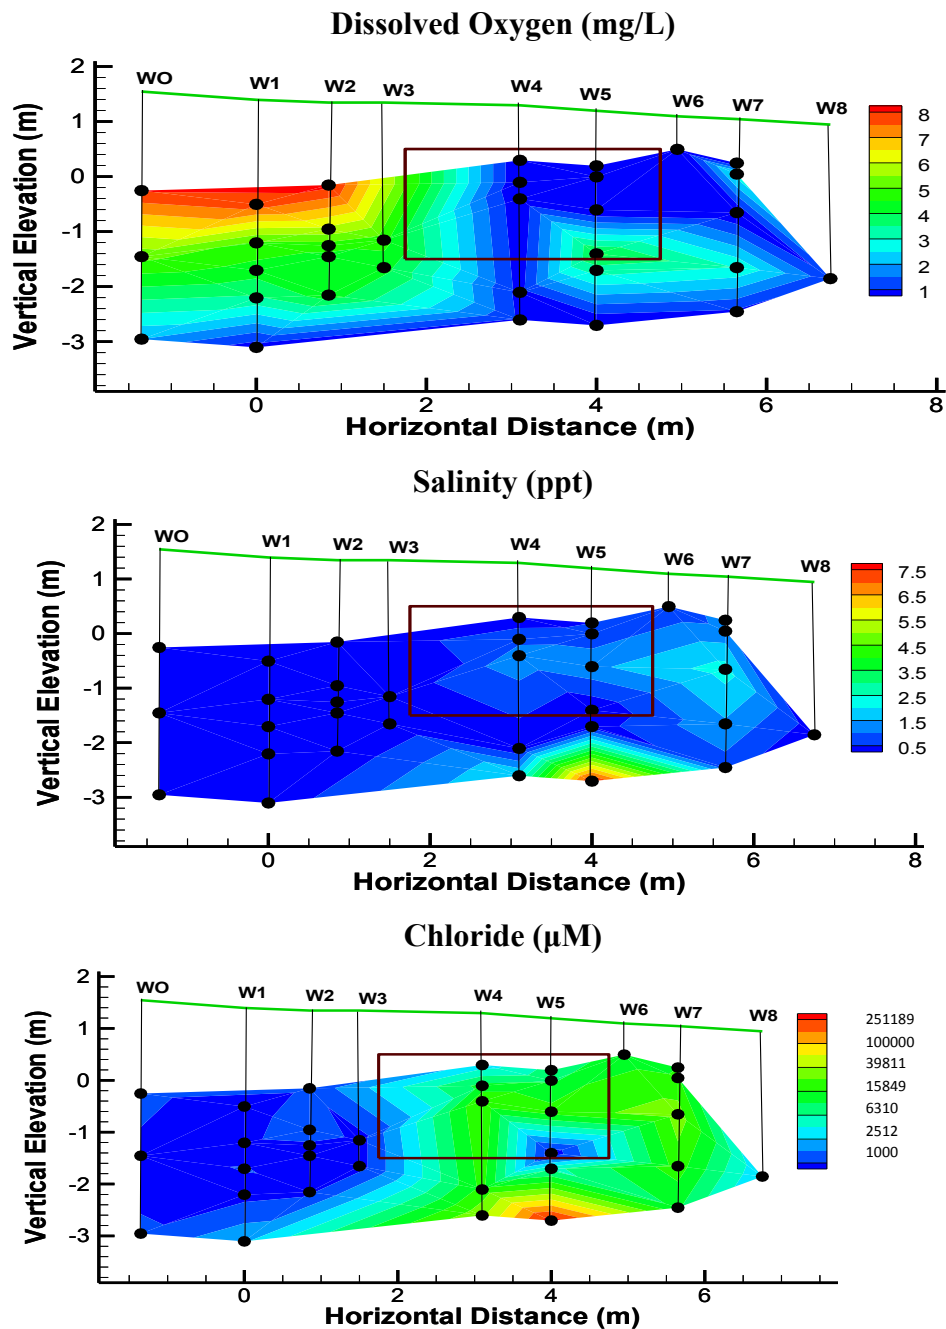 Dissolved Oxygen (mg/L)
2
1
0
-1
-2
-3
Vertical Elevation (m)
WO
W1
W2
W3
W4
W5
W6
W7
W8
8
7
6
5
4
3
2
1
0 2 4 6 8
Horizontal Distance (m)
Salinity (ppt)
2
1
0
-1
-2
-3
Vertical Elevation (m)
WO
W1
W2
W3
W4
W5
W6
W7
W8
7.5
6.5
5.5
4.5
3.5
2.5
1.5
0.5
0 2 4 6 8
Horizontal Distance (m)
Chloride (µM)
2
1
0
-1
-2
-3
Vertical Elevation (m)
WO
W1
W2
W3
W4
W5
W6
W7
W8
251189
100000
39811
15849
6310
2512
1000
0 2 4 6
Horizontal Distance (m)